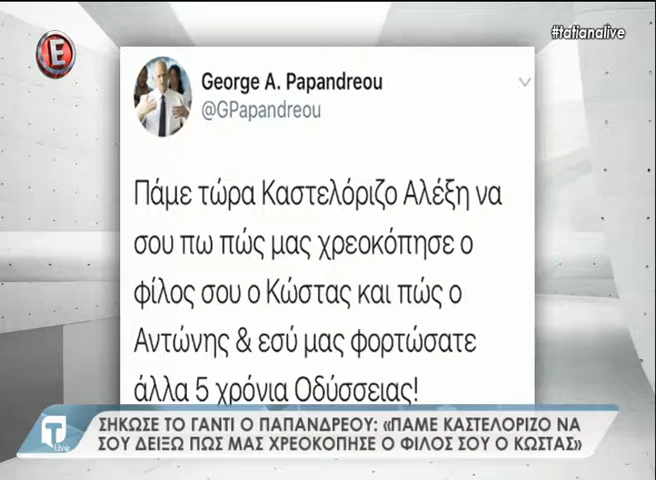 E
#tatianalive
George A. Papandreou
@GPapandreou
Πάμε τώρα Καστελόριζο Αλέξη να
σου πω πώς μας χρεοκόπησε ο
φίλος σου ο Κώστας και πώς ο
Αντώνης & εσύ μας φορτώσατε
άλλα 5 χρόνια Οδύσσειας!
T
Live
ΣΗΚΩΣΕ ΤΟ ΓΑΝΤΙ Ο ΠΑΠΑΝΔΡΕΟΥ: «ΠΑΜΕ ΚΑΣΤΕΛΟΡΙΖΟ ΝΑ
ΣΟΥ ΔΕΙΞΩ ΠΩΣ ΜΑΣ ΧΡΕΟΚΟΠΗΣΕ Ο ΦΙΛΟΣ ΣΟΥ Ο ΚΩΣΤΑΣ»